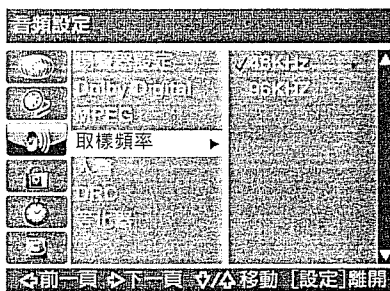 音頻設定
Dolby Digital
MPEG
取樣頻率
DRC
✓48KHz
96KHz
前一頁 下一頁 移動 [設定]離開